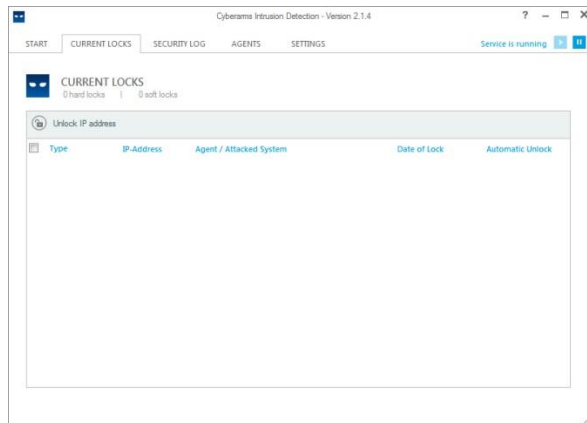 Cyberarms Intrusion Detection - Version 2.1.4
START CURRENT LOCKS SECURITY LOG AGENTS SETTINGS Service is running
CURRENT LOCKS
0 hard locks | 0 soft locks
Unlock IP address
Type IP-Address Agent / Attacked System Date of Lock Automatic Unlock